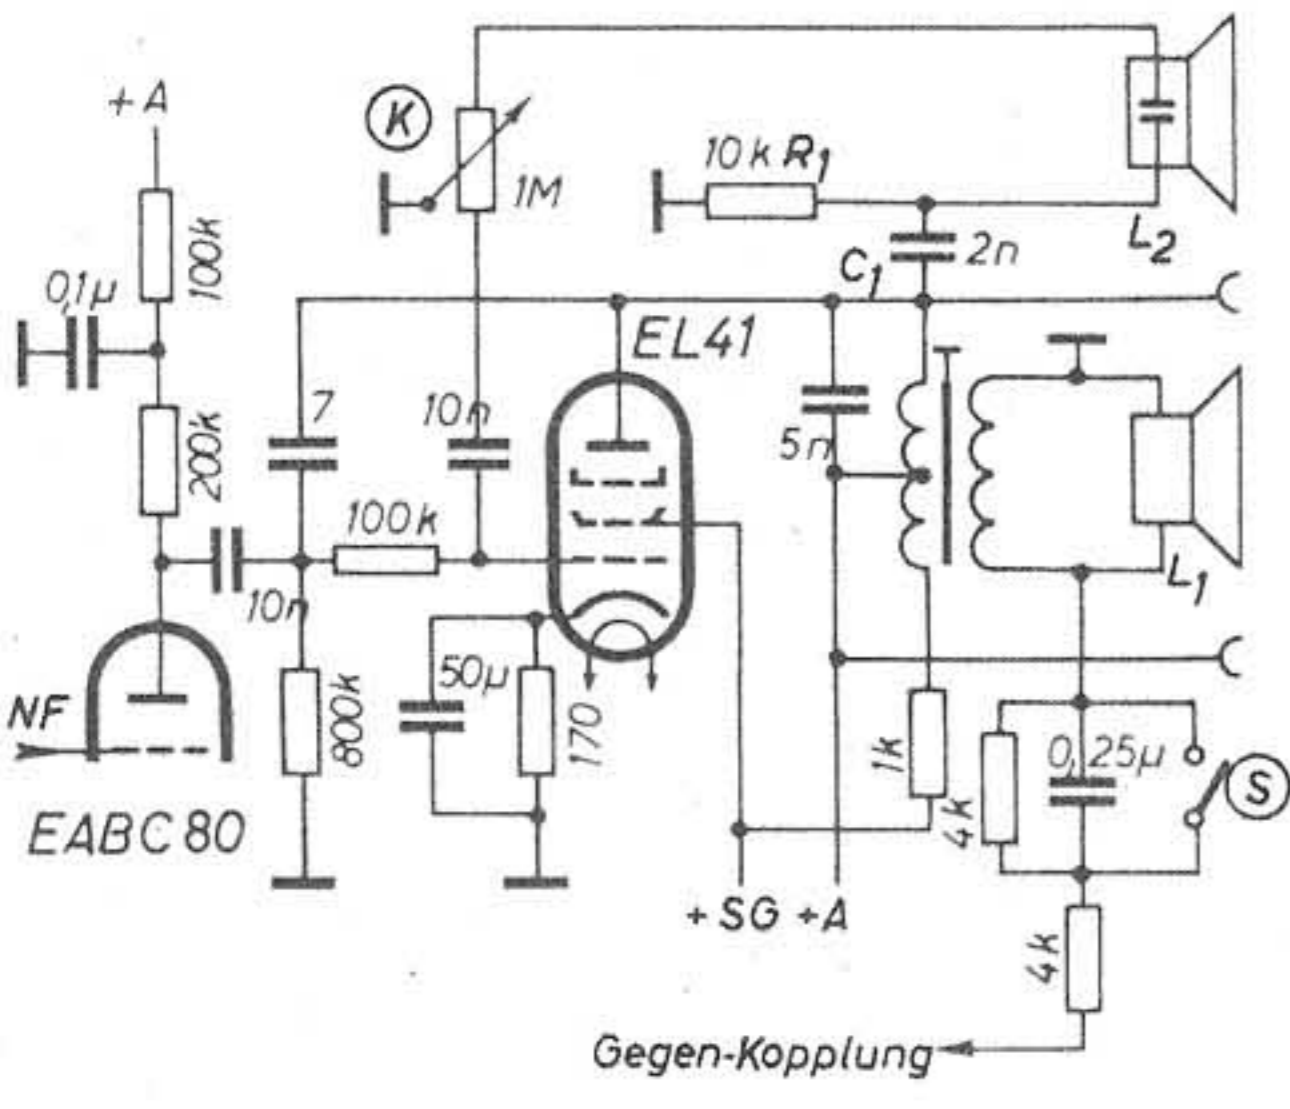 +A
K
1M
10k R1
L2
C1
2n
100k
0,1µ
EL41
7
10n
5n
200k
100k
10n
L1
50µ
NF
800k
170
1k
4k
0,25µ
S
EABC80
+SG +A
4k
Gegen-Kopplung